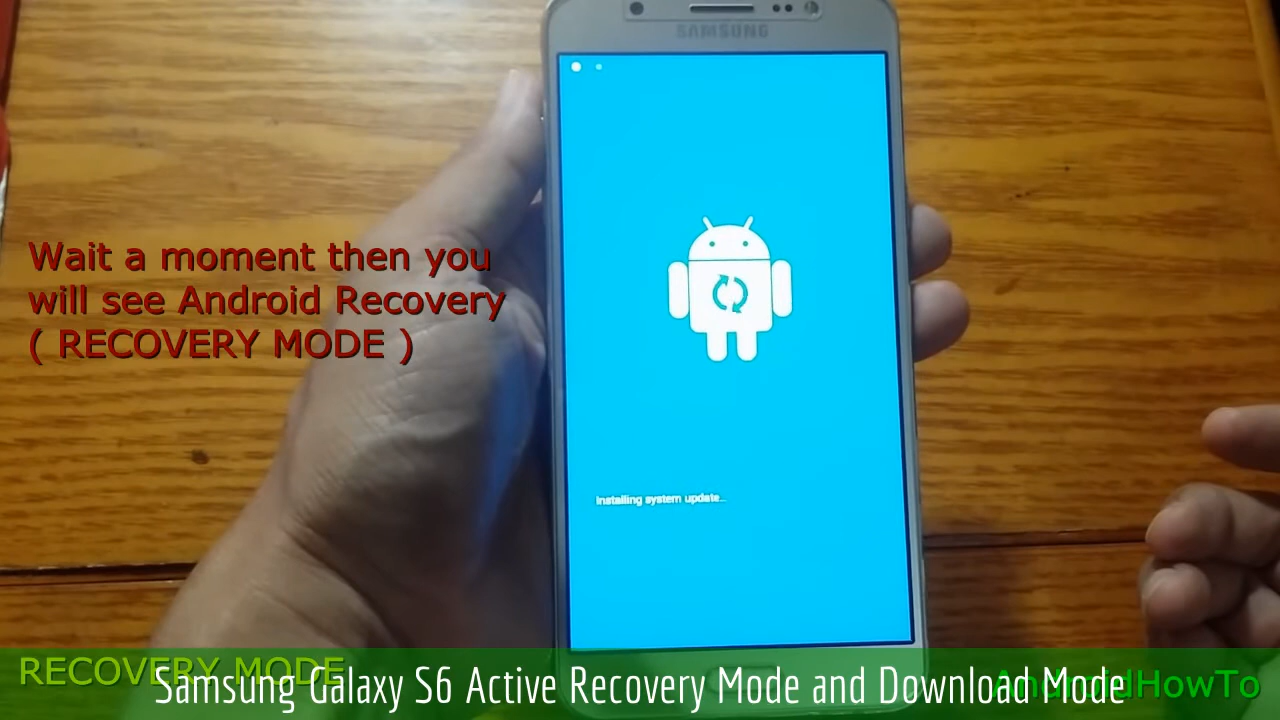 SAMSUNG
Wait a moment then you
will see Android Recovery
( RECOVERY MODE )
Installing system update...
RECOVERY MODE
Samsung Galaxy S6 Active Recovery Mode and Download Mode
AndroidHowTo